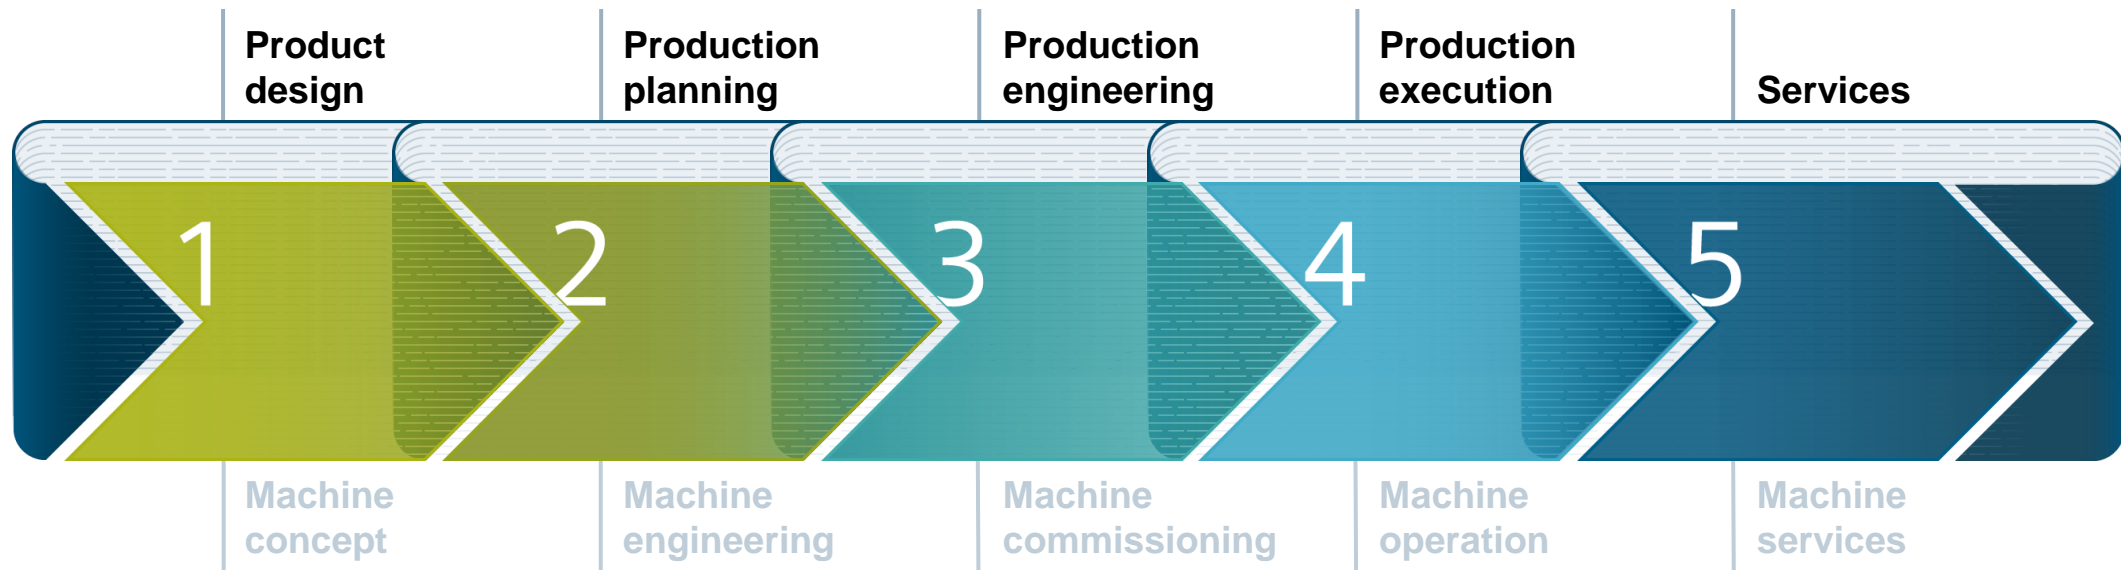 Product
design
Production
planning
Production
engineering
Production
execution
Services
1
2
3
4
5
Machine
concept
Machine
engineering
Machine
commissioning
Machine
operation
Machine
services